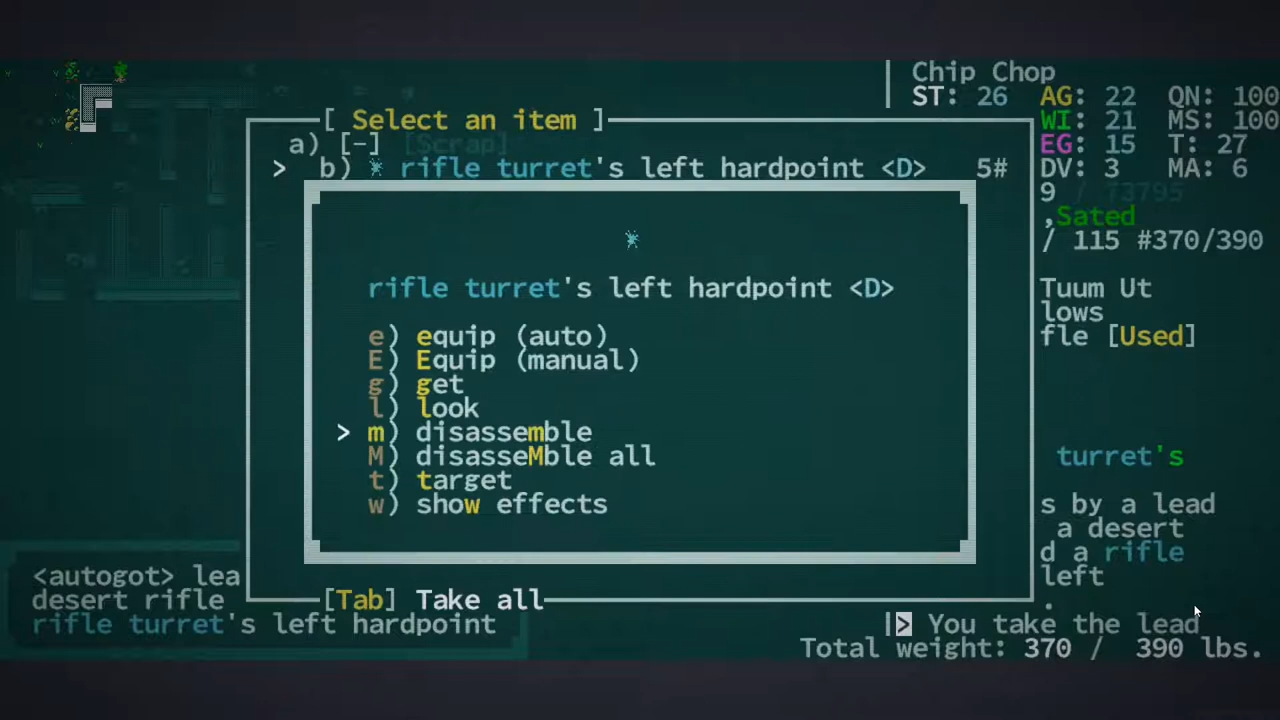 Chip Chop
ST: 26 AG: 22 QN: 100
[ Select an item ]
WI: 21 MS: 100
a) [-] [Scrap]
EG: 15 T: 27
> b) rifle turret's left hardpoint <D> 5#
DV: 3 MA: 6
9 / 73795
,Sated
/ 115 #370/390
rifle turret's left hardpoint <D>
Tuum Ut
lows
e) equip (auto)
fle [Used]
E) Equip (manual)
g) get
l) look
> m) disassemble
M) disasseMble all
turret's
t) target
w) show effects
s by a lead
a desert
d a rifle
<autogot> lea
left
desert rifle
[Tab] Take all
.
rifle turret's left hardpoint
> You take the lead
Total weight: 370 / 390 lbs.